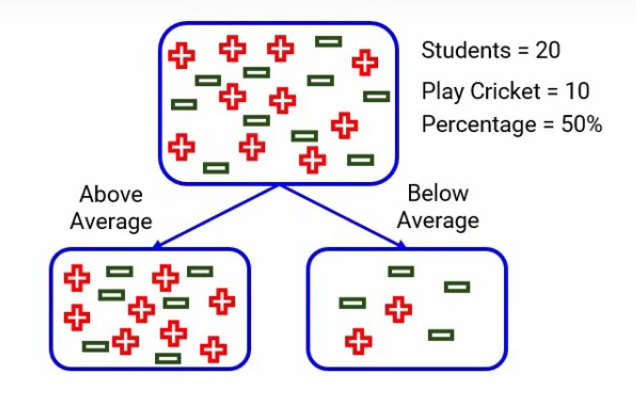 Students = 20
Play Cricket = 10
Percentage = 50%
Above
Average
Below
Average